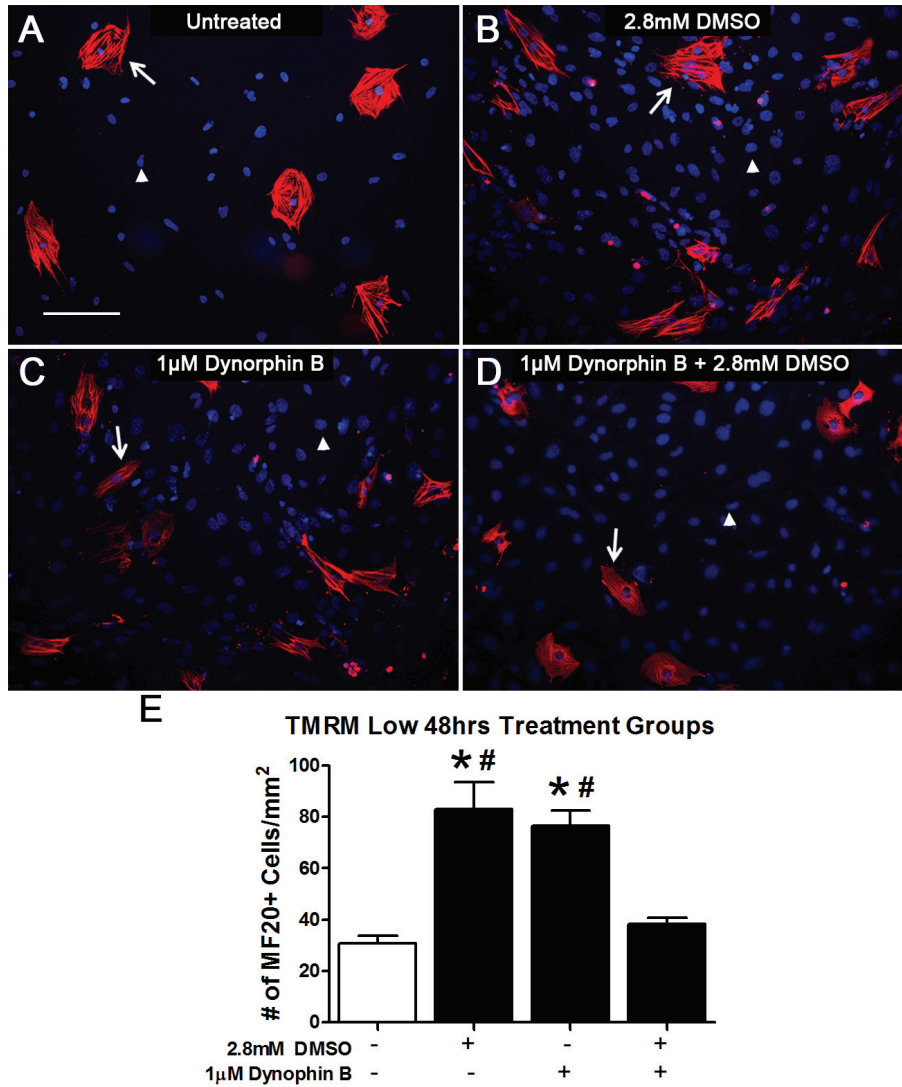 A Untreated
B 2.8mM DMSO
C 1µM Dynorphin B
D 1µM Dynorphin B + 2.8mM DMSO
E
TMRM Low 48hrs Treatment Groups
# of MF20+ Cells/mm²
100
80
60
40
20
0
* #
* #
2.8mM DMSO - + - +
1µM Dynophin B - - + +